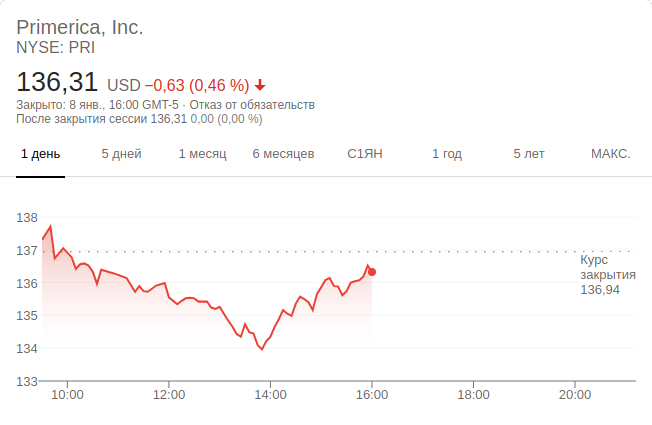 Primerica, Inc.
NYSE: PRI
136,31 USD −0,63 (0,46 %)
Закрыто: 8 янв., 16:00 GMT-5 · Отказ от обязательств
После закрытия сессии 136,31 0,00 (0,00 %)
1 день 5 дней 1 месяц 6 месяцев С1ЯН 1 год 5 лет МАКС.
138
137
Курс
закрытия
136,94
136
135
134
133
10:00 12:00 14:00 16:00 18:00 20:00